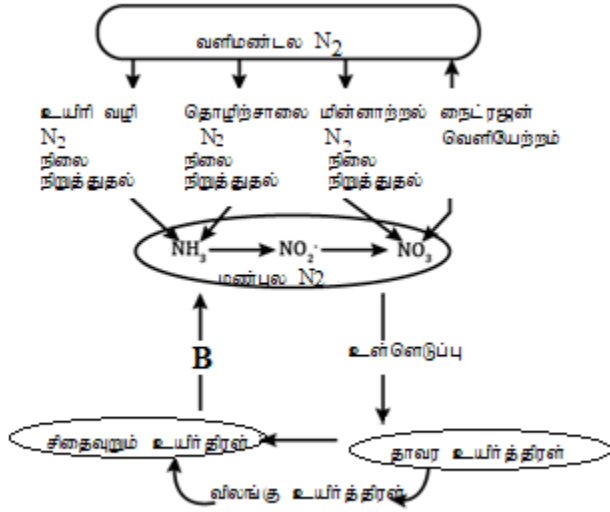 வளிமண்டல N2
உயிரி வழி
N2
நிலை
நிறுத்துதல்
தொழிற்சாலை
N2
நிலை
நிறுத்துதல்
மின்னாற்றல்
N2
நிலை
நிறுத்துதல்
நைட்ரஜன்
வெளியேற்றம்
NH3 NO2- NO3
மண்புல N2
B
உள்ளெடுப்பு
சிதைவுறும் உயிர்திரள்
தாவர உயிர்த்திரள்
விலங்கு உயிர்த்திரள்